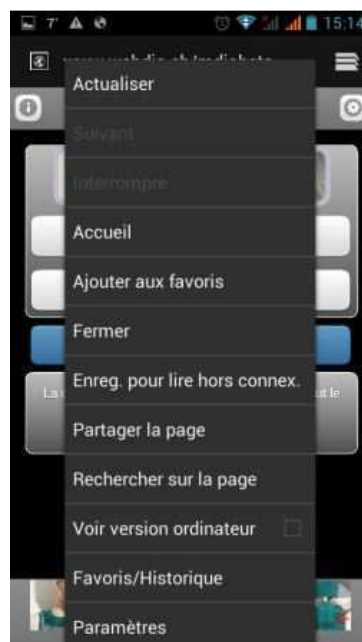 7°
15:14
Actualiser
Suivant
Interrompre
Accueil
Ajouter aux favoris
Fermer
Enreg. pour lire hors connex.
Partager la page
Rechercher sur la page
Voir version ordinateur
Favoris/Historique
Paramètres